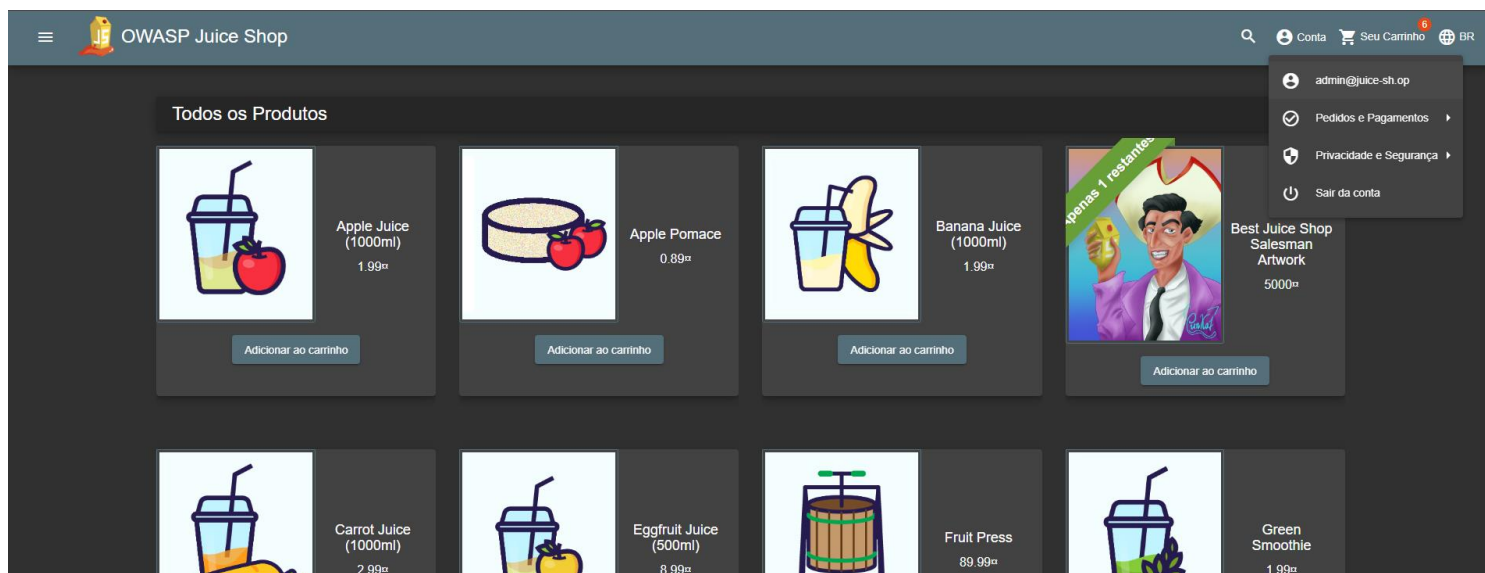 OWASP Juice Shop
6
Conta
Seu Carrinho
BR
admin@juice-sh.op
Pedidos e Pagamentos
Privacidade e Segurança
Sair da conta
Todos os Produtos
Apple Juice
(1000ml)
1.99¤
Adicionar ao carrinho
Apple Pomace
0.89¤
Adicionar ao carrinho
Banana Juice
(1000ml)
1.99¤
Adicionar ao carrinho
penas 1 restantes
Best Juice Shop
Salesman
Artwork
5000¤
Adicionar ao carrinho
Carrot Juice
(1000ml)
2.99¤
Eggfruit Juice
(500ml)
8.99¤
Fruit Press
89.99¤
Green
Smoothie
1.99¤